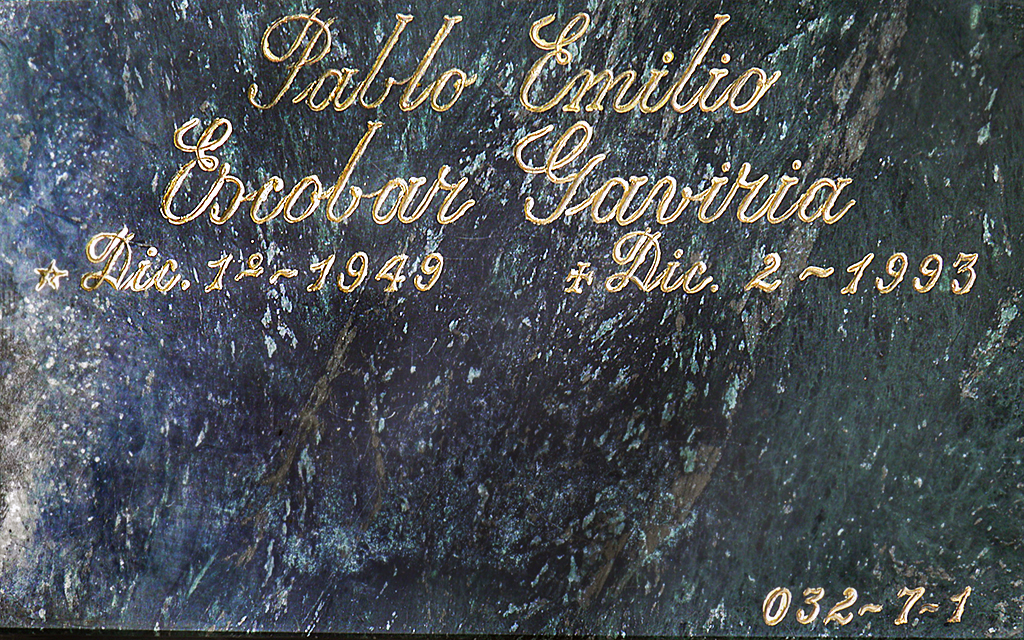 Pablo Emilio
Escobar Gaviria
☆ Dic. 1º~1949 ✠ Dic. 2~1993
032~7-1